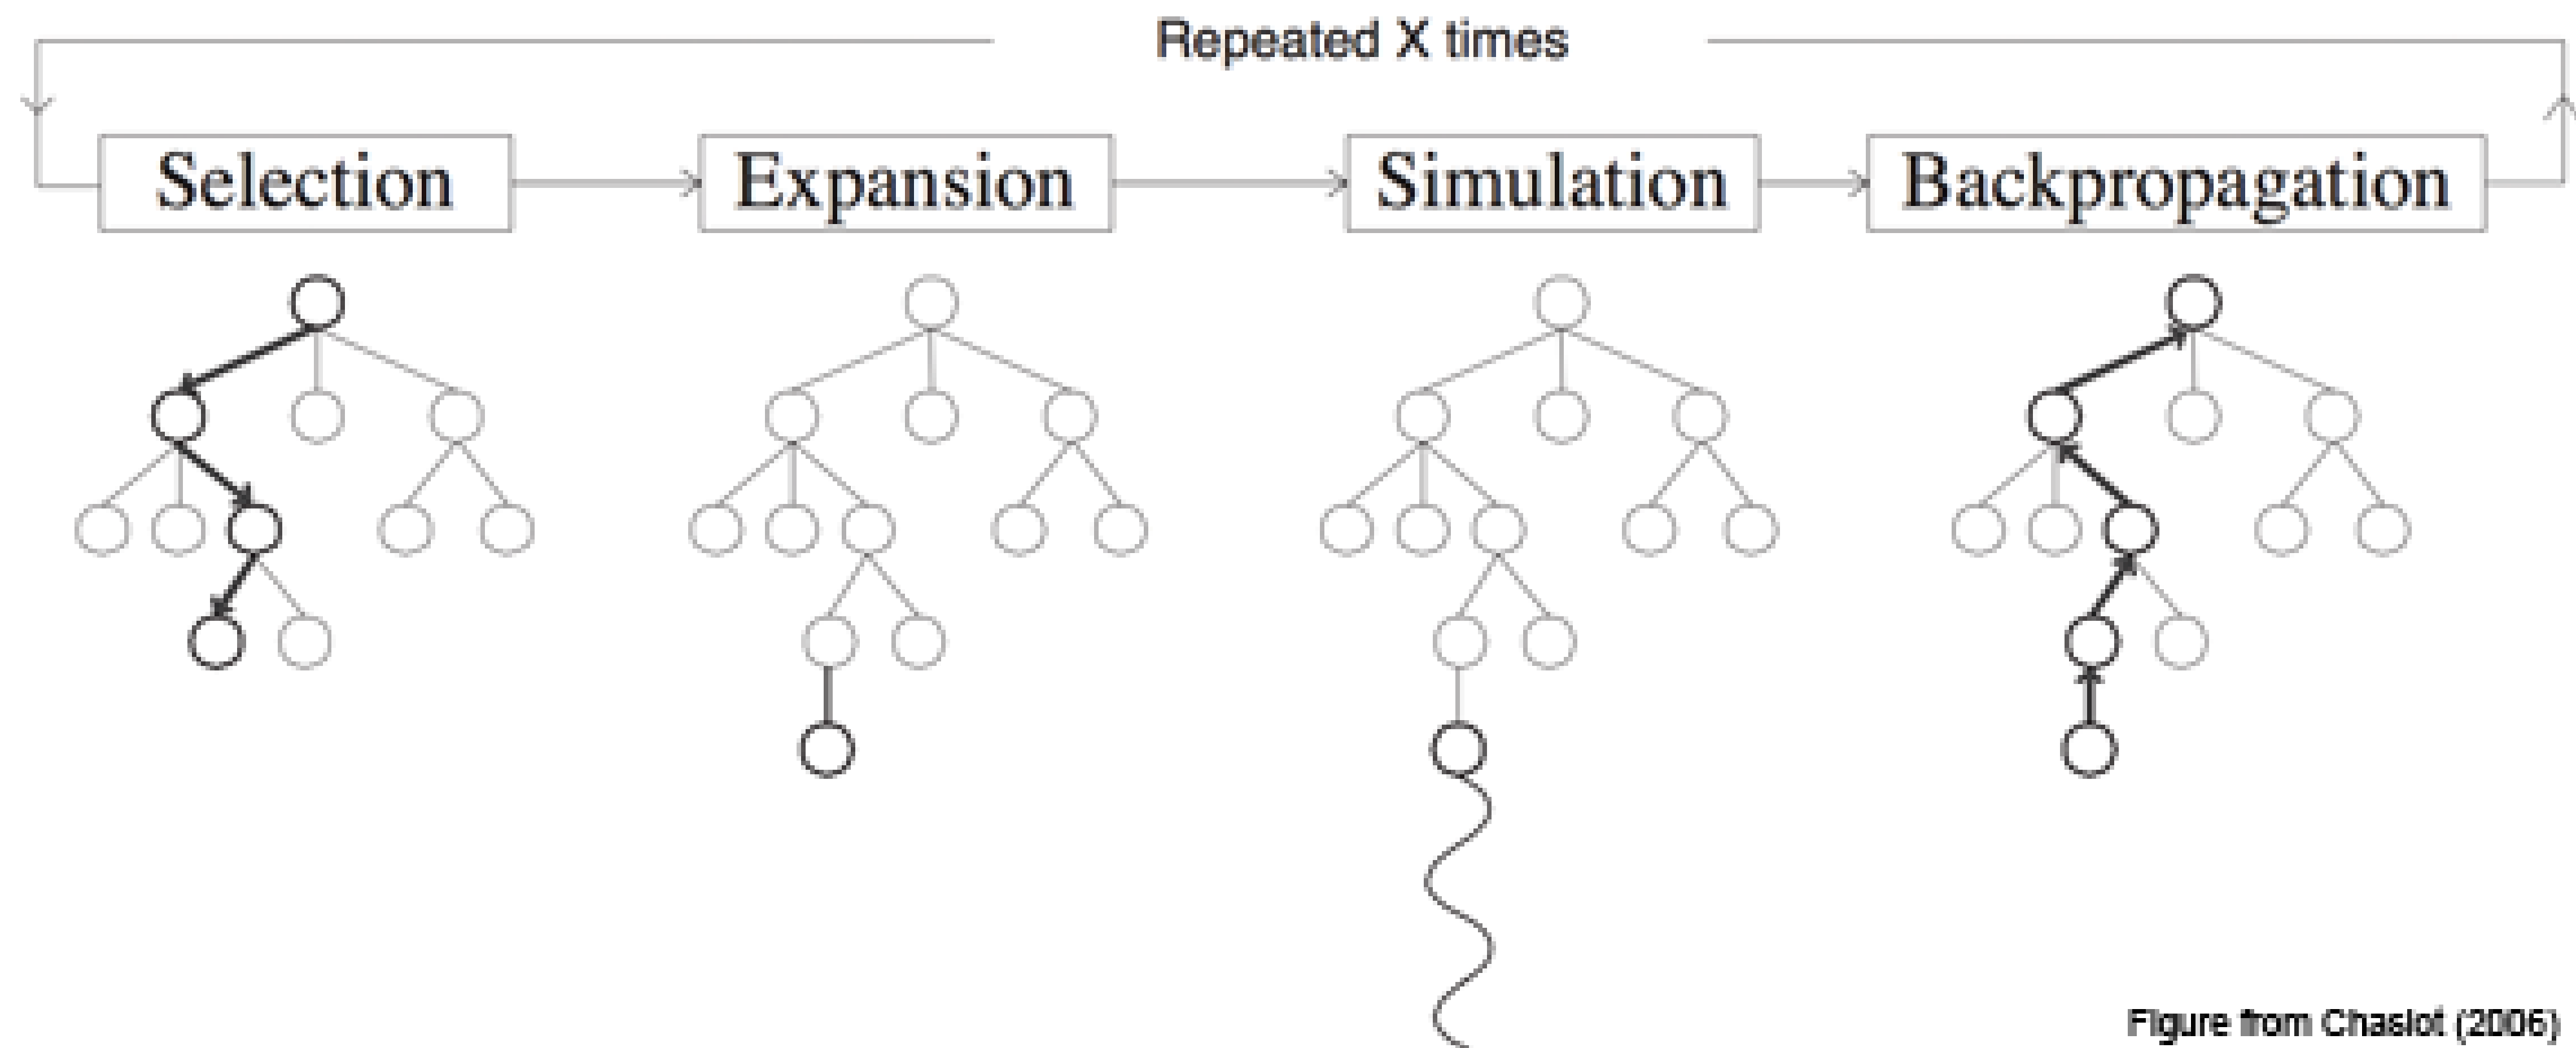 Repeated X times
Selection
Expansion
Simulation
Backpropagation
Figure from Chaslot (2006)